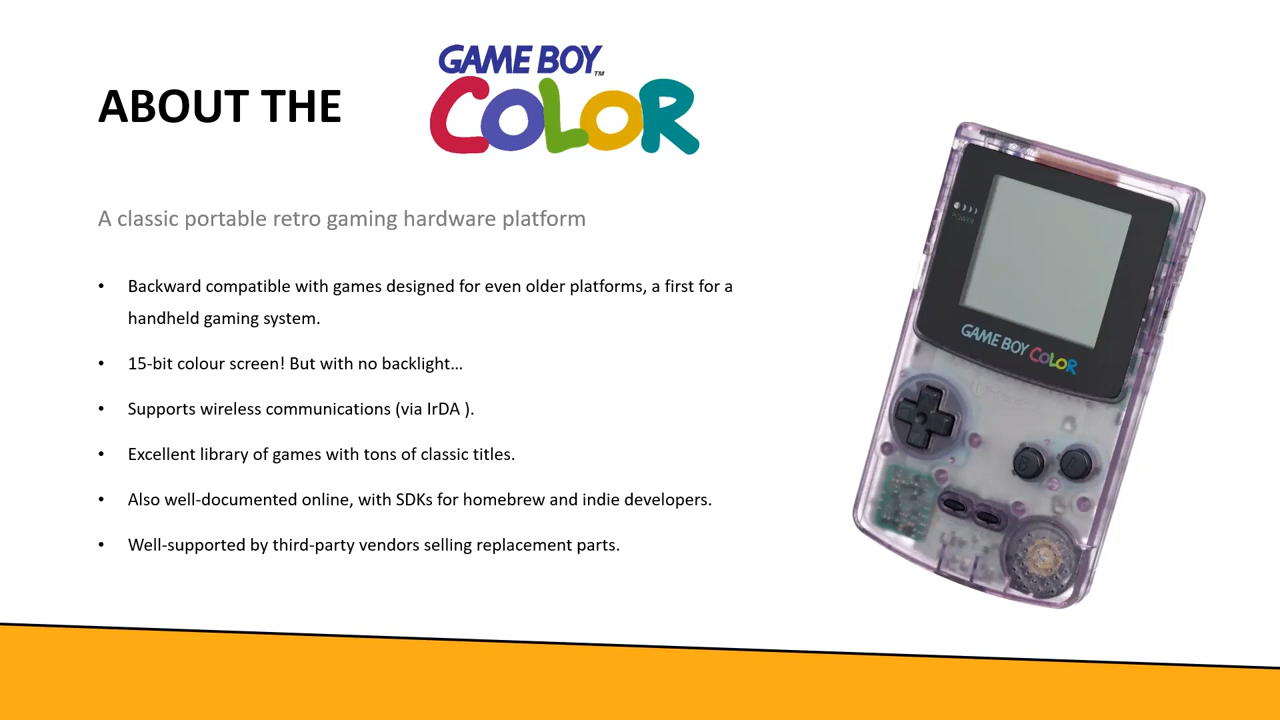 GAME BOY™
ABOUT THE COLOR
A classic portable retro gaming hardware platform
• Backward compatible with games designed for even older platforms, a first for a
handheld gaming system.
• 15-bit colour screen! But with no backlight...
• Supports wireless communications (via IrDA ).
• Excellent library of games with tons of classic titles.
• Also well-documented online, with SDKs for homebrew and indie developers.
• Well-supported by third-party vendors selling replacement parts.
POWER
GAME BOY COLOR
B
A